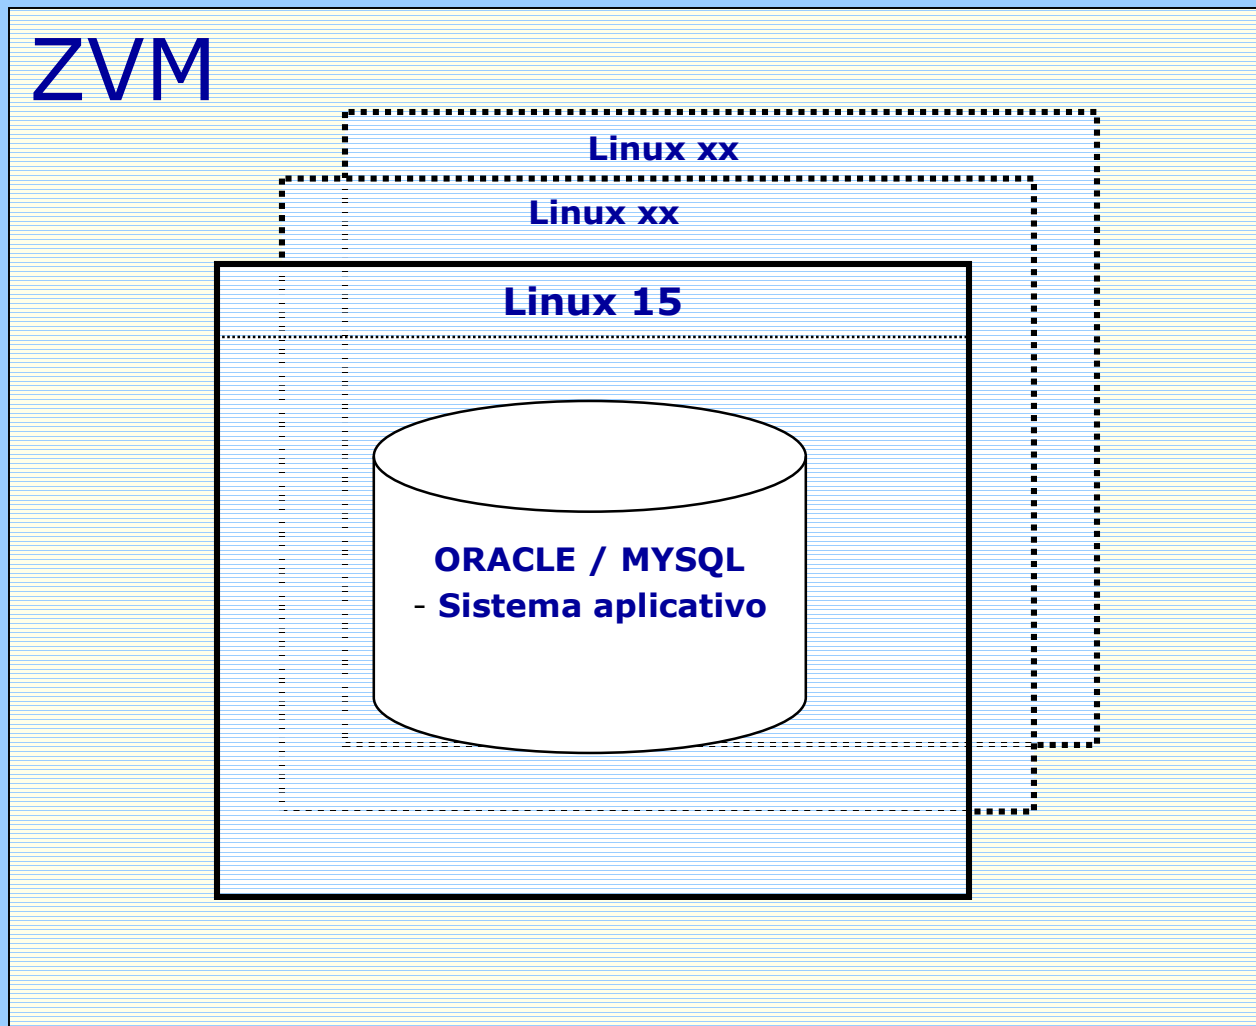 ZVM
Linux xx
Linux xx
Linux 15
ORACLE / MYSQL
- Sistema aplicativo